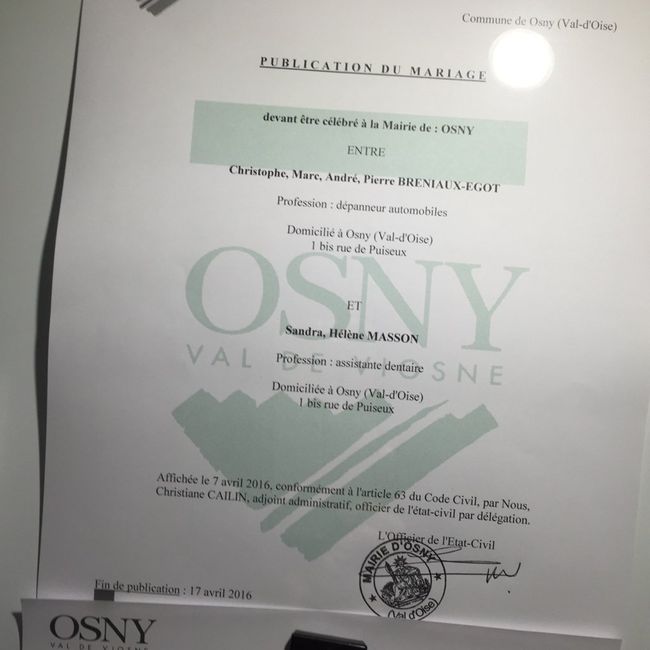 Commune de Osny (Val-d'Oise)
PUBLICATION DU MARIAGE
devant être célébré à la Mairie de : OSNY
ENTRE
Christophe, Marc, André, Pierre BRENIAUX-EGOT
Profession : dépanneur automobiles
Domicilié à Osny (Val-d'Oise)
1 bis rue de Puiseux
OSNY
VAL DE VIOSNE
ET
Sandra, Hélène MASSON
Profession : assistante dentaire
Domiciliée à Osny (Val-d'Oise)
1 bis rue de Puiseux
Affichée le 7 avril 2016, conformément à l'article 63 du Code Civil, par Nous,
Christiane CAILIN, adjoint administratif, officier de l'état-civil par délégation.
L'Officier de l'Etat-Civil
MAIRIE D'OSNY
(Val d'Oise)
Fin de publication : 17 avril 2016
OSNY
VAL DE VIOSNE